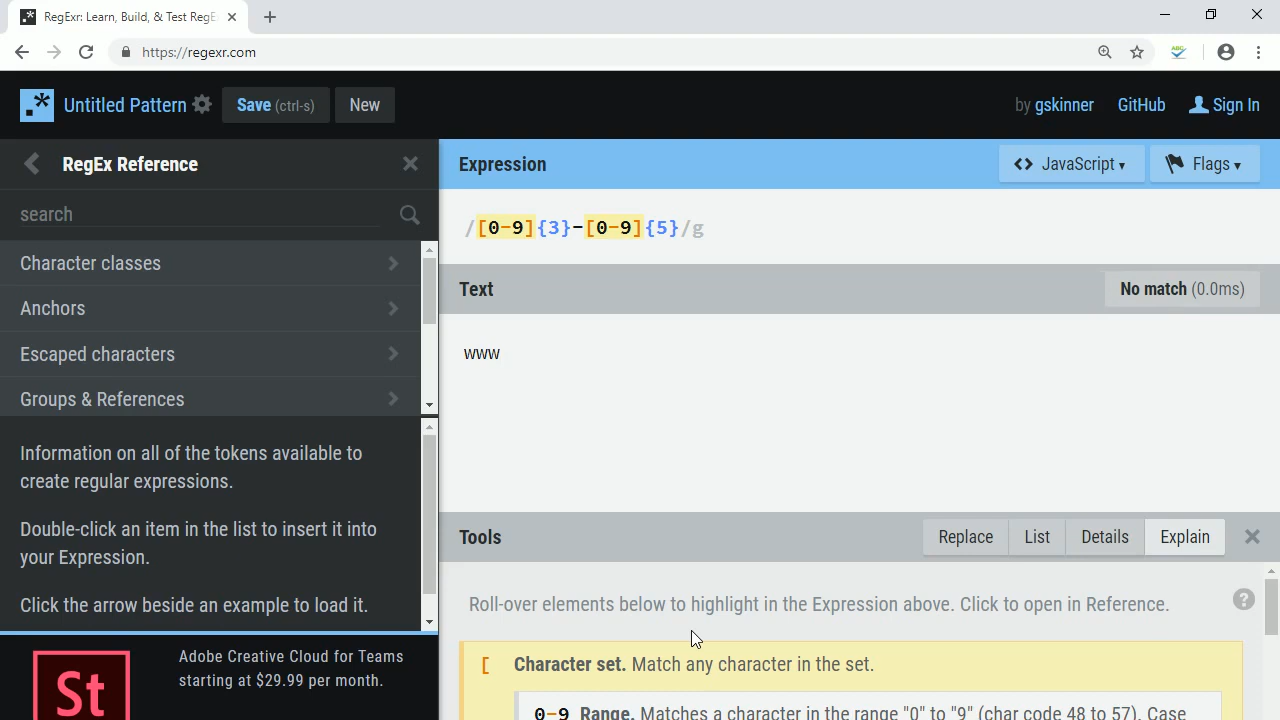 RegExr: Learn, Build, & Test RegE
https://regexr.com
ABC
Untitled Pattern
Save (ctrl-s)
New
by gskinner
GitHub
Sign In
RegEx Reference
search
Character classes
Anchors
Escaped characters
Groups & References
Information on all of the tokens available to
create regular expressions.
Double-click an item in the list to insert it into
your Expression.
Click the arrow beside an example to load it.
St
Adobe Creative Cloud for Teams
starting at $29.99 per month.
Expression
<> JavaScript
Flags
/[0-9]{3}-[0-9]{5}/g
Text
No match (0.0ms)
www
Tools
Replace
List
Details
Explain
Roll-over elements below to highlight in the Expression above. Click to open in Reference.
?
[ Character set. Match any character in the set.
0-9 Range. Matches a character in the range "0" to "9" (char code 48 to 57). Case